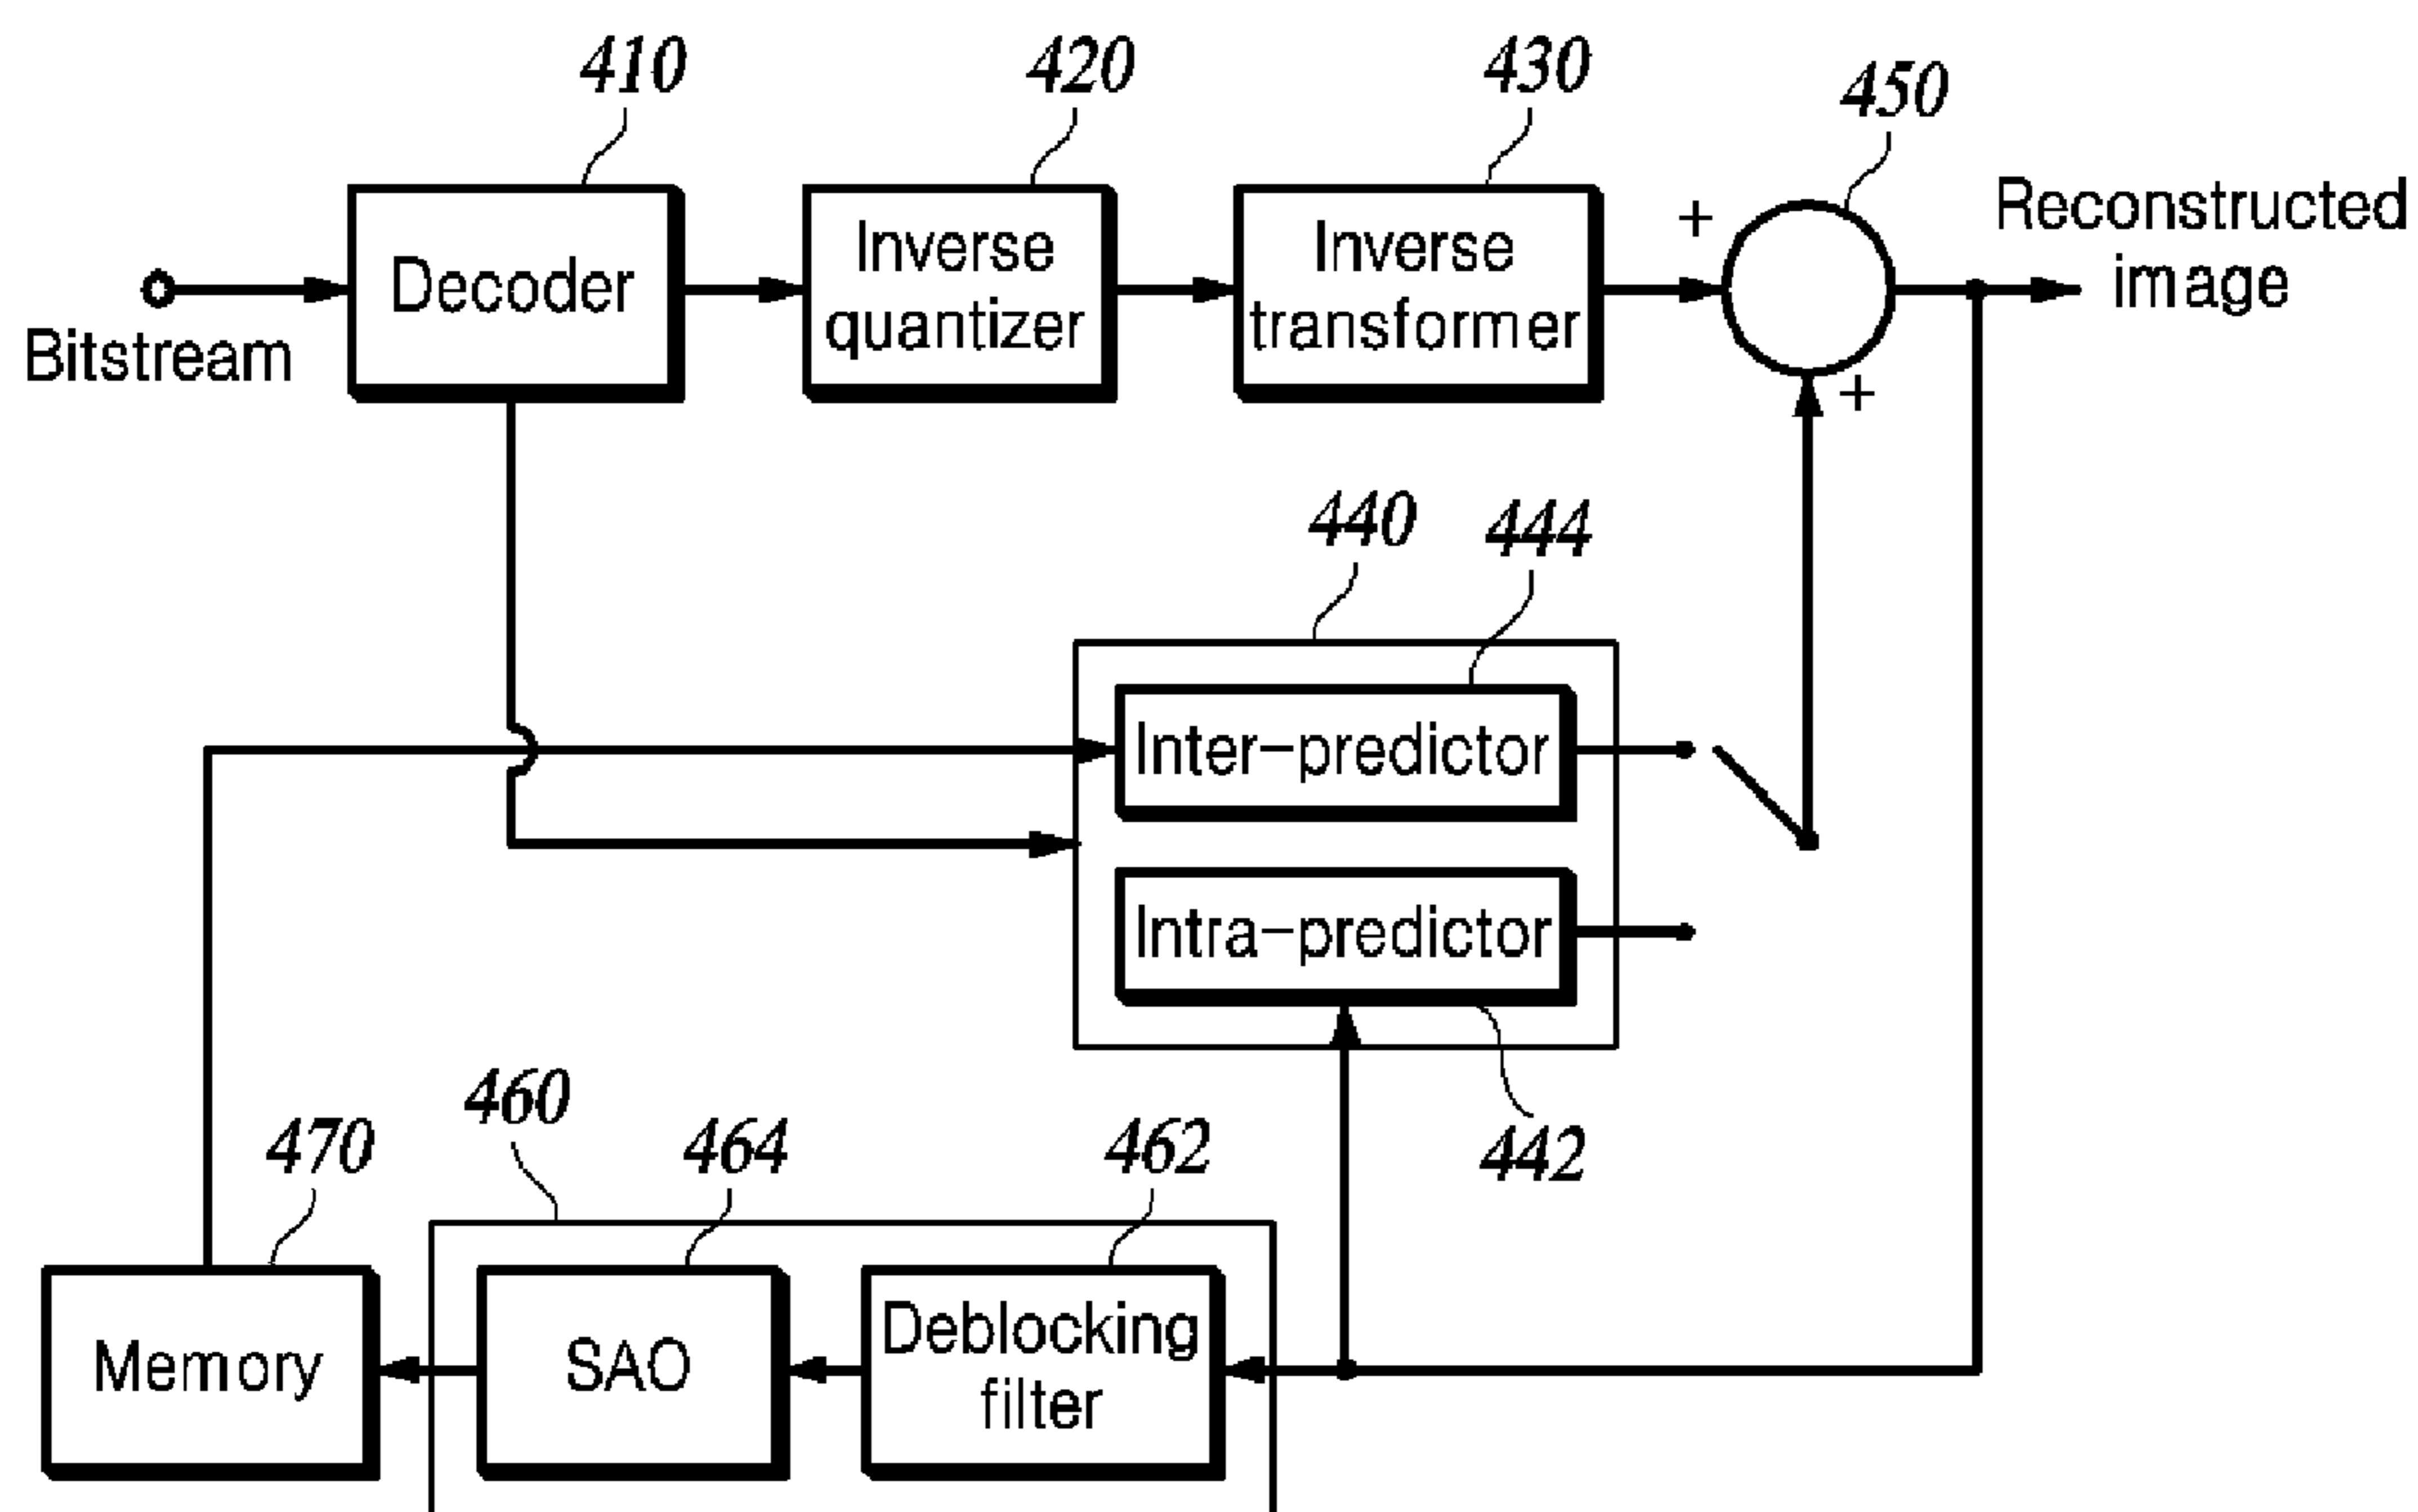 410
420
430
450
Bitstream
Decoder
Inverse
quantizer
Inverse
transformer
+
+
Reconstructed
image
440
444
Inter-predictor
Intra-predictor
442
460
470
464
462
Memory
SAO
Deblocking
filter